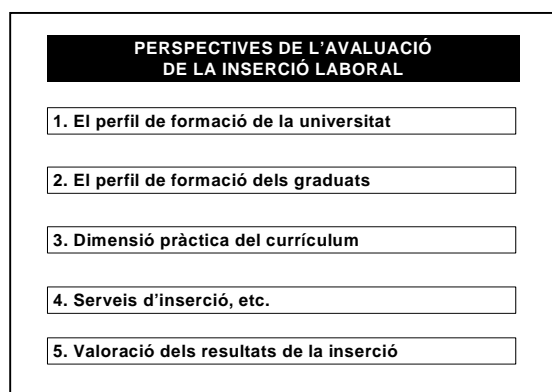 PERSPECTIVES DE L’AVALUACIÓ
DE LA INSERCIÓ LABORAL
1. El perfil de formació de la universitat
2. El perfil de formació dels graduats
3. Dimensió pràctica del currículum
4. Serveis d’inserció, etc.
5. Valoració dels resultats de la inserció